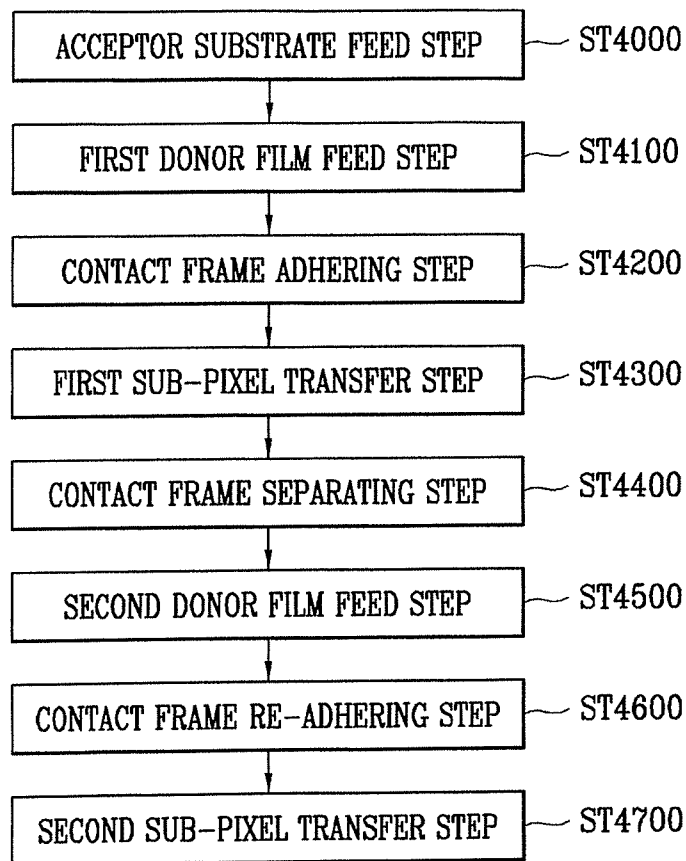 ACCEPTOR SUBSTRATE FEED STEP ST4000
FIRST DONOR FILM FEED STEP ST4100
CONTACT FRAME ADHERING STEP ST4200
FIRST SUB-PIXEL TRANSFER STEP ST4300
CONTACT FRAME SEPARATING STEP ST4400
SECOND DONOR FILM FEED STEP ST4500
CONTACT FRAME RE-ADHERING STEP ST4600
SECOND SUB-PIXEL TRANSFER STEP ST4700